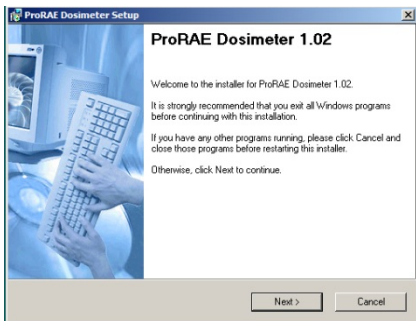 ProRAE Dosimeter Setup
ProRAE Dosimeter 1.02
Welcome to the installer for ProRAE Dosimeter 1.02.
It is strongly recommended that you exit all Windows programs
before continuing with this installation.
If you have any other programs running, please click Cancel and
close those programs before restarting this installer.
Otherwise, click Next to continue.
Next >
Cancel